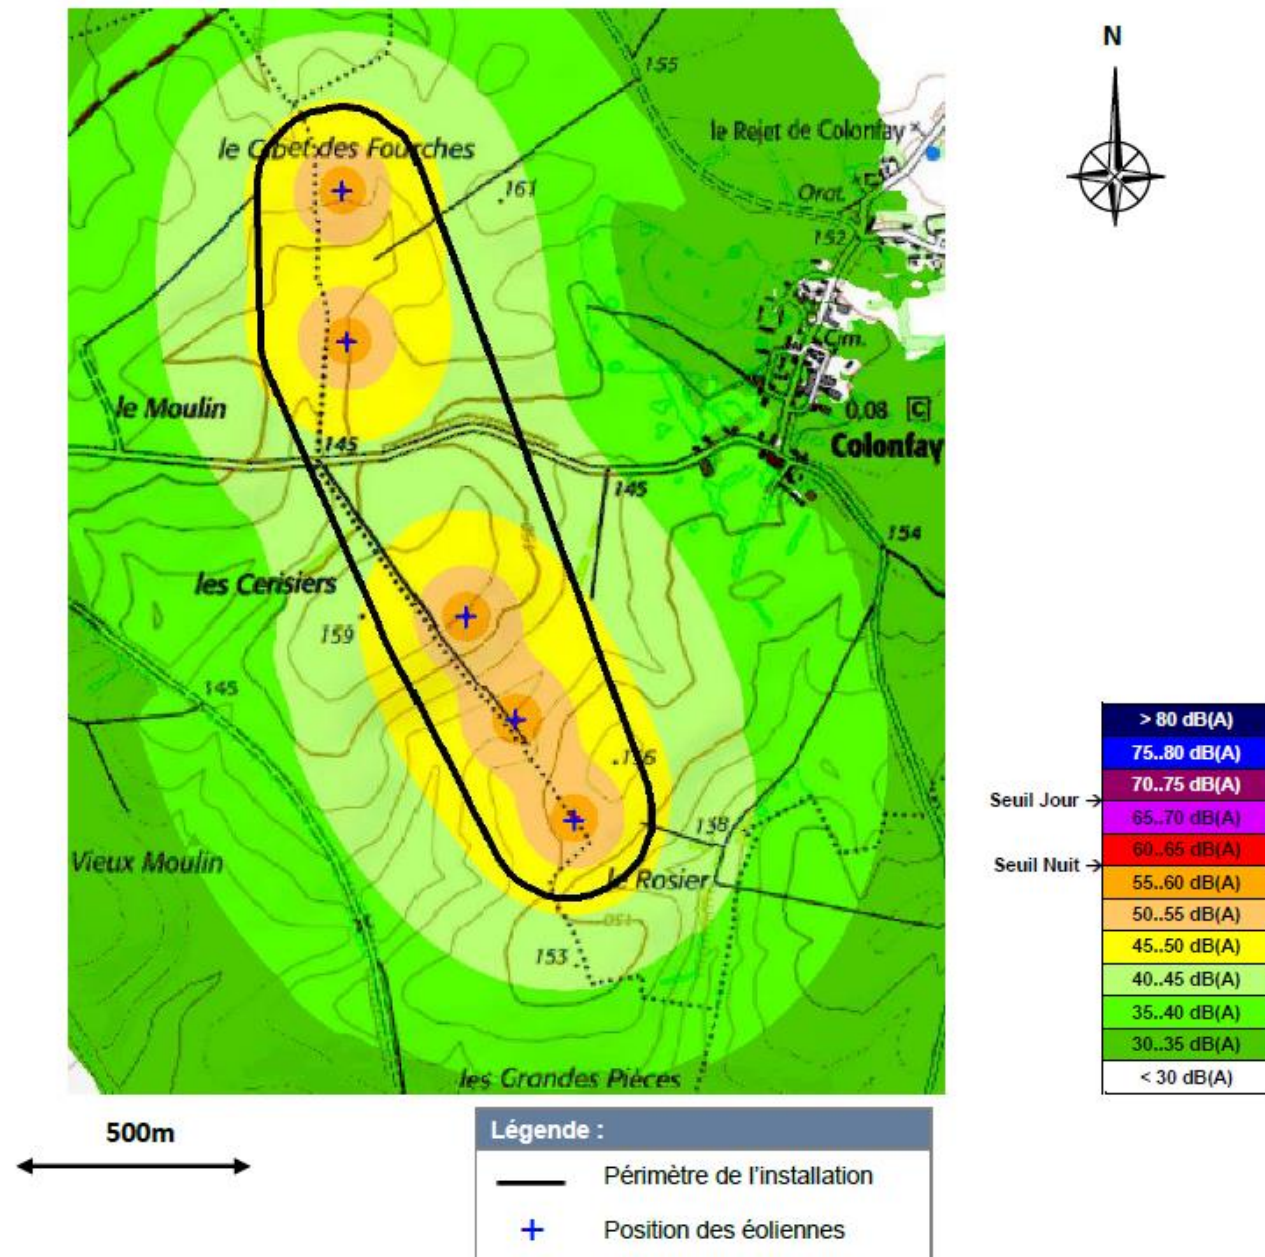 N
155
le Rejet de Colonfay
le Gibet des Fourches
161
Orat.
152
Cim.
le Moulin
0,08 C
145
Colonfay
145
154
les Cerisiers
159
145
156
138
Vieux Moulin
le Rosier
150
153
les Grandes Pièces
> 80 dB(A)
75..80 dB(A)
70..75 dB(A)
Seuil Jour →
65..70 dB(A)
60..65 dB(A)
Seuil Nuit →
55..60 dB(A)
50..55 dB(A)
45..50 dB(A)
40..45 dB(A)
35..40 dB(A)
30..35 dB(A)
< 30 dB(A)
500m
Légende :
Périmètre de l'installation
Position des éoliennes